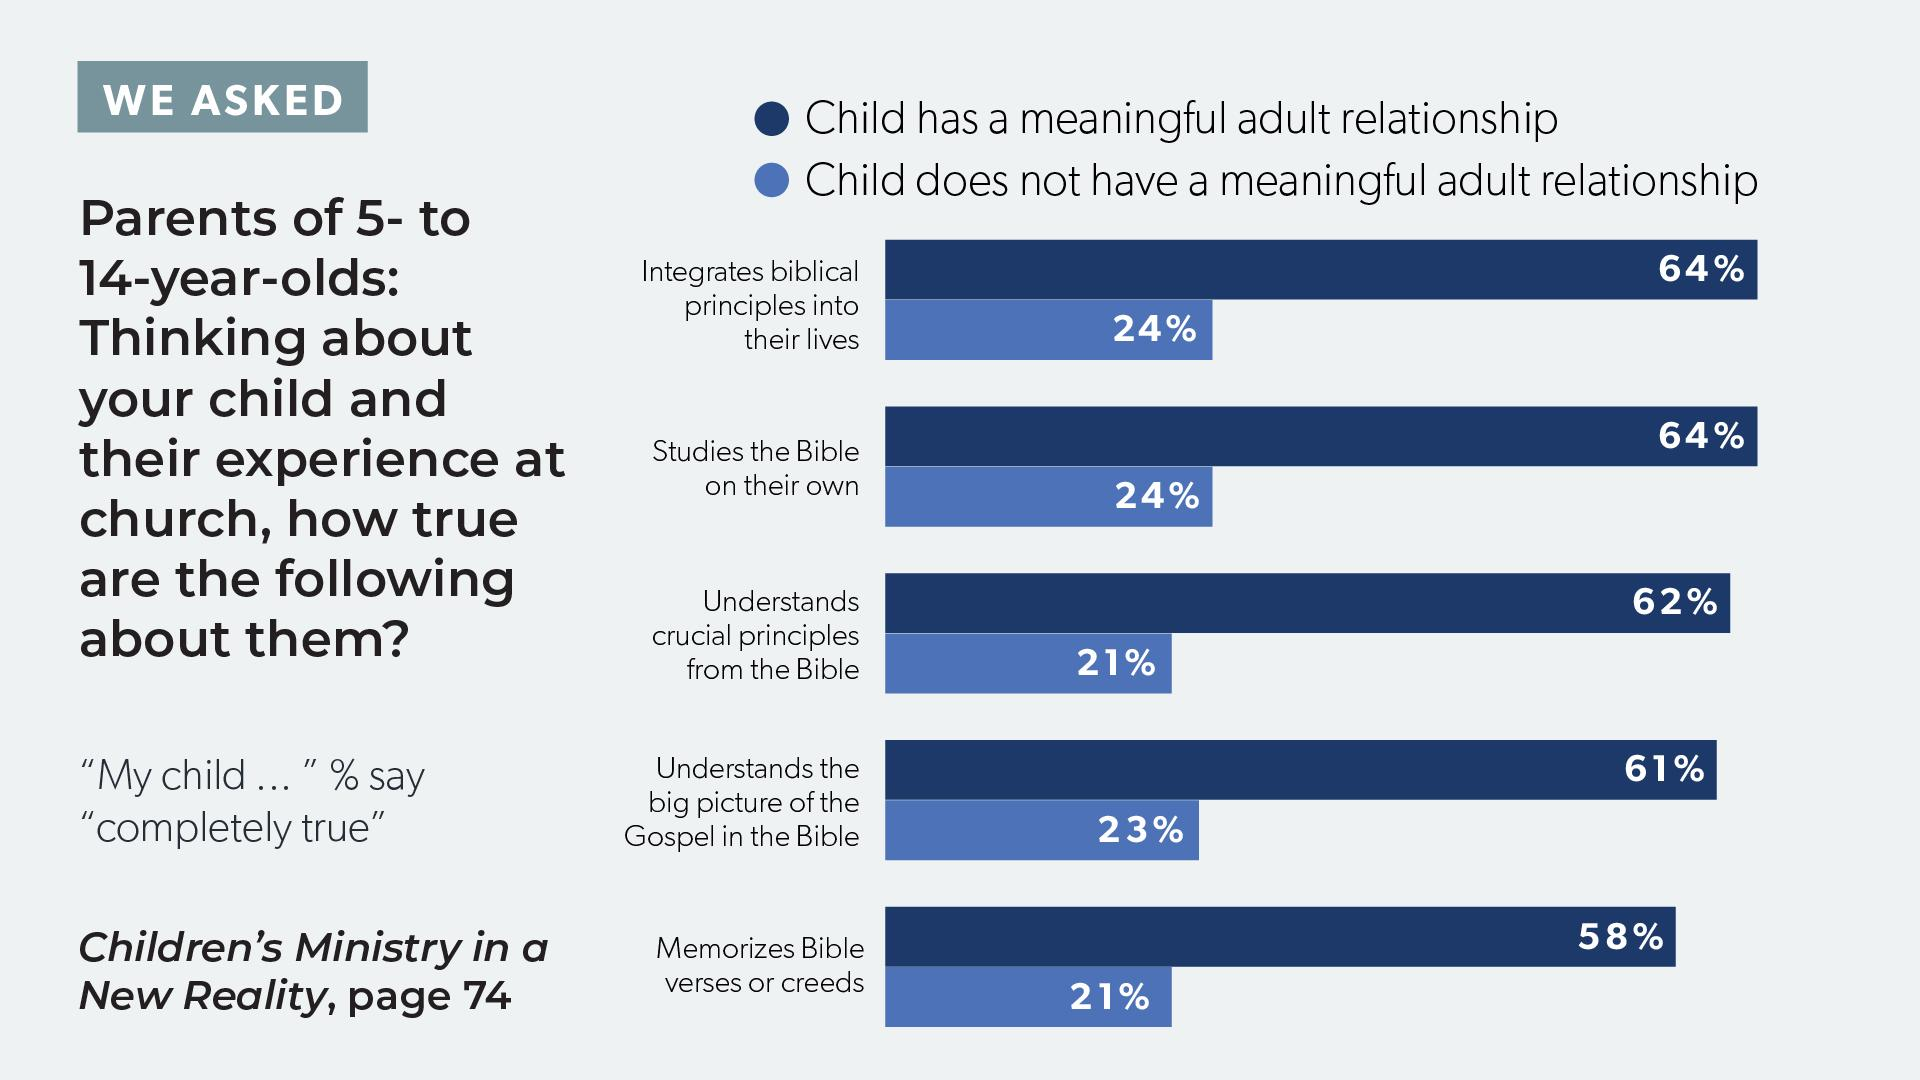 WE ASKED
Parents of 5- to
14-year-olds:
Thinking about
your child and
their experience at
church, how true
are the following
about them?
“My child ... ” % say
“completely true”
Children’s Ministry in a
New Reality, page 74
Child has a meaningful adult relationship
Child does not have a meaningful adult relationship
Integrates biblical
principles into
their lives
64%
24%
Studies the Bible
on their own
64%
24%
Understands
crucial principles
from the Bible
62%
21%
Understands the
big picture of the
Gospel in the Bible
61%
23%
Memorizes Bible
verses or creeds
58%
21%